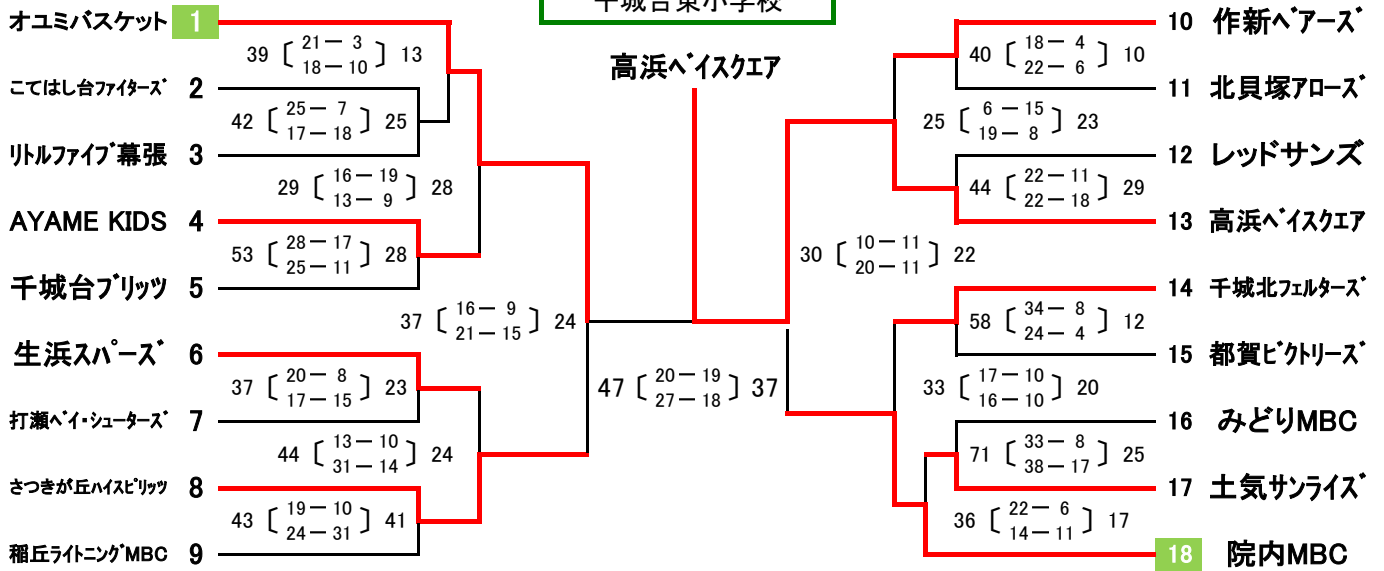 千城台東小学校
高浜ベイスクエア
オユミバスケット 1
39 〔 21 － 3 18 － 10 〕 13
こてはし台ファイターズ 2
42 〔 25 － 7 17 － 18 〕 25
リトルファイブ幕張 3
29 〔 16 － 19 13 － 9 〕 28
AYAME KIDS 4
53 〔 28 － 17 25 － 11 〕 28
千城台ブリッツ 5
37 〔 16 － 9 21 － 15 〕 24
生浜スパーズ 6
37 〔 20 － 8 17 － 15 〕 23
打瀬ベイ・シューターズ 7
44 〔 13 － 10 31 － 14 〕 24
さつきが丘ハイスピリッツ 8
43 〔 19 － 10 24 － 31 〕 41
稲丘ライトニングMBC 9
47 〔 20 － 19 27 － 18 〕 37
10 作新ベアーズ
40 〔 18 － 4 22 － 6 〕 10
11 北貝塚アローズ
25 〔 6 － 15 19 － 8 〕 23
12 レッドサンズ
44 〔 22 － 11 22 － 18 〕 29
13 高浜ベイスクエア
30 〔 10 － 11 20 － 11 〕 22
14 千城北フェルターズ
58 〔 34 － 8 24 － 4 〕 12
15 都賀ビクトリーズ
33 〔 17 － 10 16 － 10 〕 20
16 みどりMBC
71 〔 33 － 8 38 － 17 〕 25
17 土気サンライズ
36 〔 22 － 6 14 － 11 〕 17
18 院内MBC